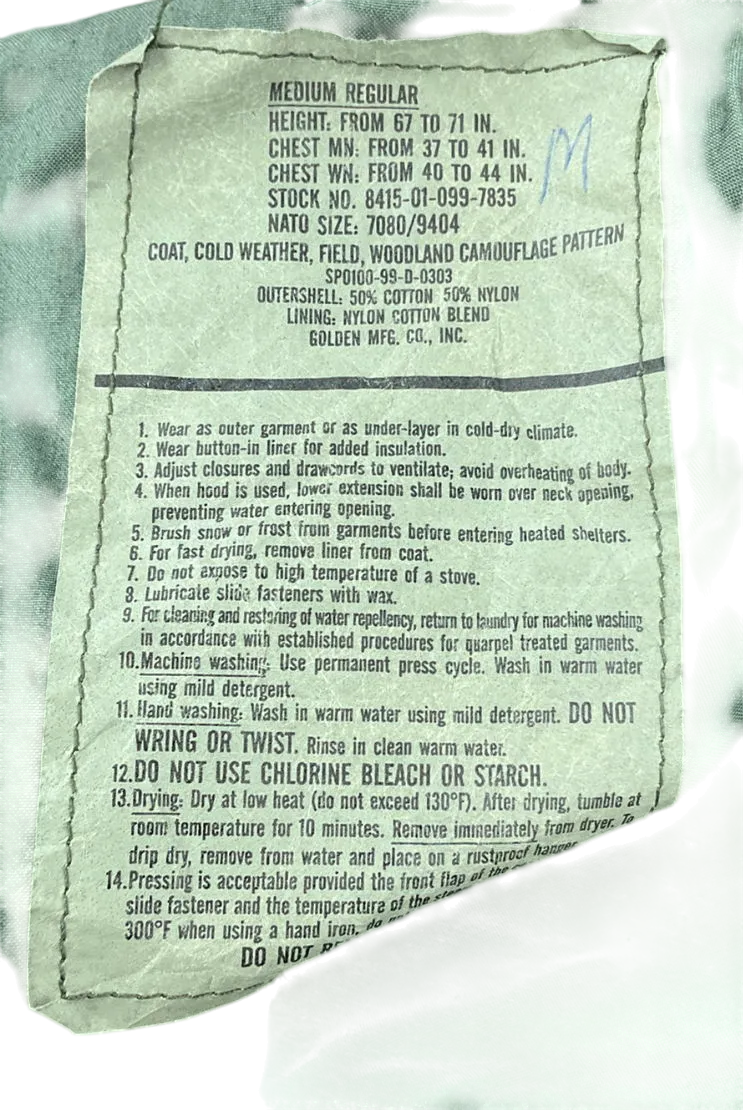 MEDIUM REGULAR
HEIGHT: FROM 67 TO 71 IN.
CHEST MN: FROM 37 TO 41 IN.
CHEST WN: FROM 40 TO 44 IN.
M
STOCK NO. 8415-01-099-7835
NATO SIZE: 7080/9404
COAT, COLD WEATHER, FIELD, WOODLAND CAMOUFLAGE PATTERN
SPO100-99-D-0303
OUTERSHELL: 50% COTTON 50% NYLON
LINING: NYLON COTTON BLEND
GOLDEN MFG. CO., INC.
1. Wear as outer garment or as under-layer in cold-dry climate.
2. Wear button-in liner for added insulation.
3. Adjust closures and drawcords to ventilate; avoid overheating of body.
4. When hood is used, lower extension shall be worn over neck opening,
preventing water entering opening.
5. Brush snow or frost from garments before entering heated shelters.
6. For fast drying, remove liner from coat.
7. Do not expose to high temperature of a stove.
8. Lubricate slide fasteners with wax.
9. For cleaning and restoring of water repellency, return to laundry for machine washing
in accordance with established procedures for quarpel treated garments.
10.Machine washing: Use permanent press cycle. Wash in warm water
using mild detergent.
11.Hand washing: Wash in warm water using mild detergent. DO NOT
WRING OR TWIST. Rinse in clean warm water.
12.DO NOT USE CHLORINE BLEACH OR STARCH.
13.Drying: Dry at low heat (do not exceed 130°F). After drying, tumble at
room temperature for 10 minutes. Remove immediately from dryer. To
drip dry, remove from water and place on a rustproof hanger
14.Pressing is acceptable provided the front flap of the
slide fastener and the temperature of the
300°F when using a hand iron, do
DO NOT